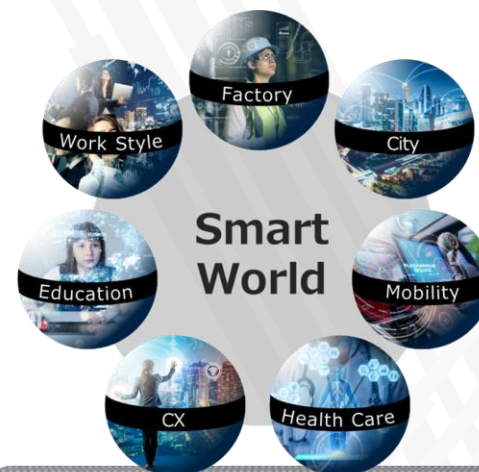 Factory
Work Style
City
Smart
World
Education
Mobility
CX
Health Care